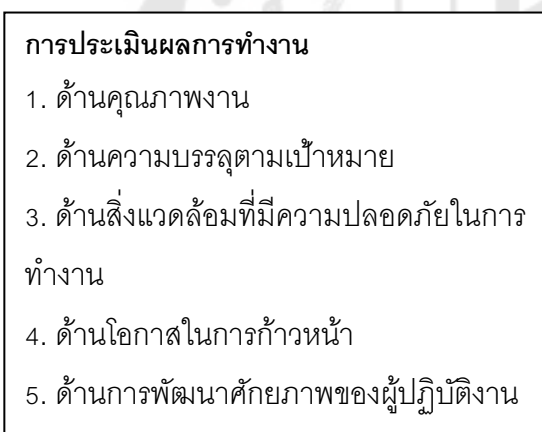 การประเมินผลการทำงาน
1. ด้านคุณภาพงาน
2. ด้านความบรรลุตามเป้าหมาย
3. ด้านสิ่งแวดล้อมที่มีความปลอดภัยในการ
ทำงาน
4. ด้านโอกาสในการก้าวหน้า
5. ด้านการพัฒนาศักยภาพของผู้ปฏิบัติงาน